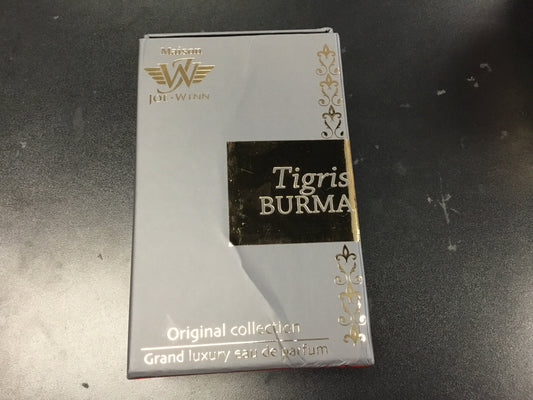 Maison
W
JOE-WINN
Tigris
BURMA
Original collection
Grand luxury eau de parfum